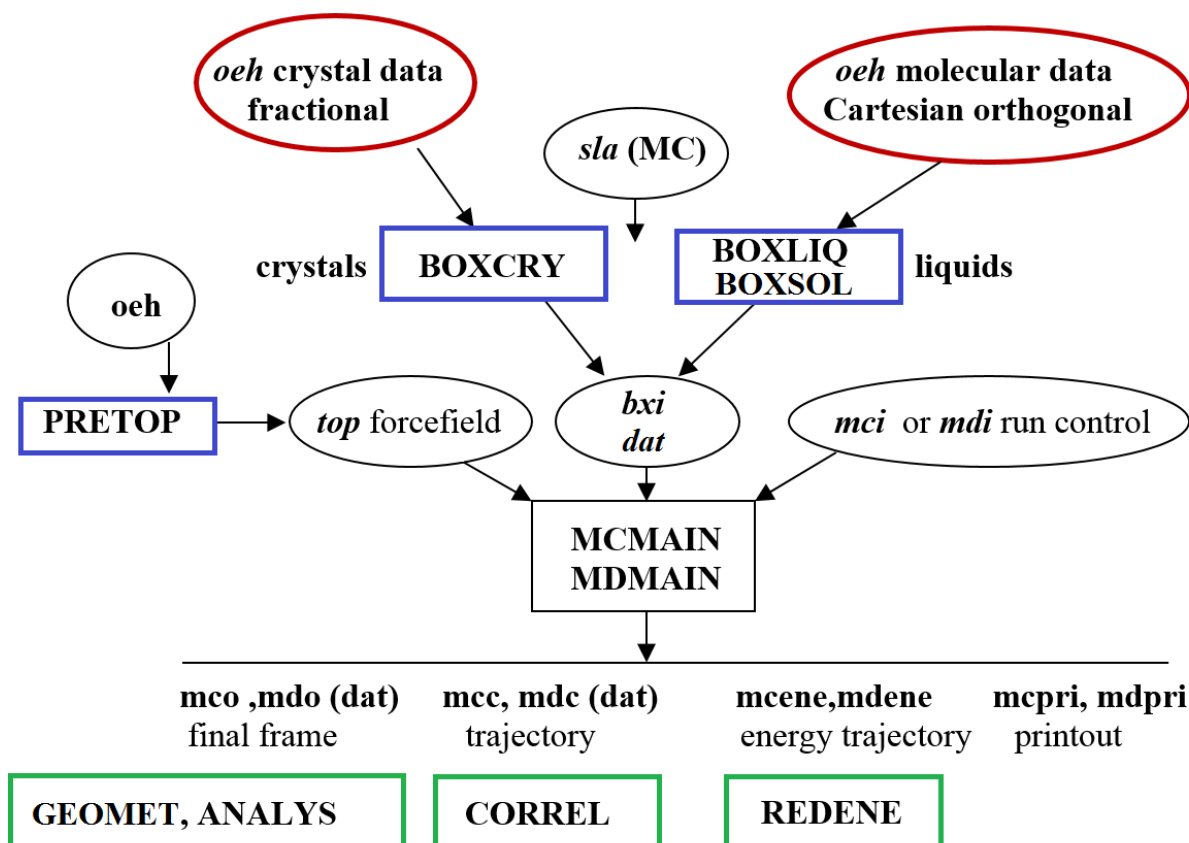 oeh crystal data
fractional
oeh molecular data
Cartesian orthogonal
sla (MC)
crystals
BOXCRY
BOXLIQ
BOXSOL
liquids
oeh
PRETOP
top forcefield
bxi
dat
mci or mdi run control
MCMAIN
MDMAIN
mco ,mdo (dat)
final frame
mcc, mdc (dat)
trajectory
mcene,mdene
energy trajectory
mcpri, mdpri
printout
GEOMET, ANALYS
CORREL
REDENE